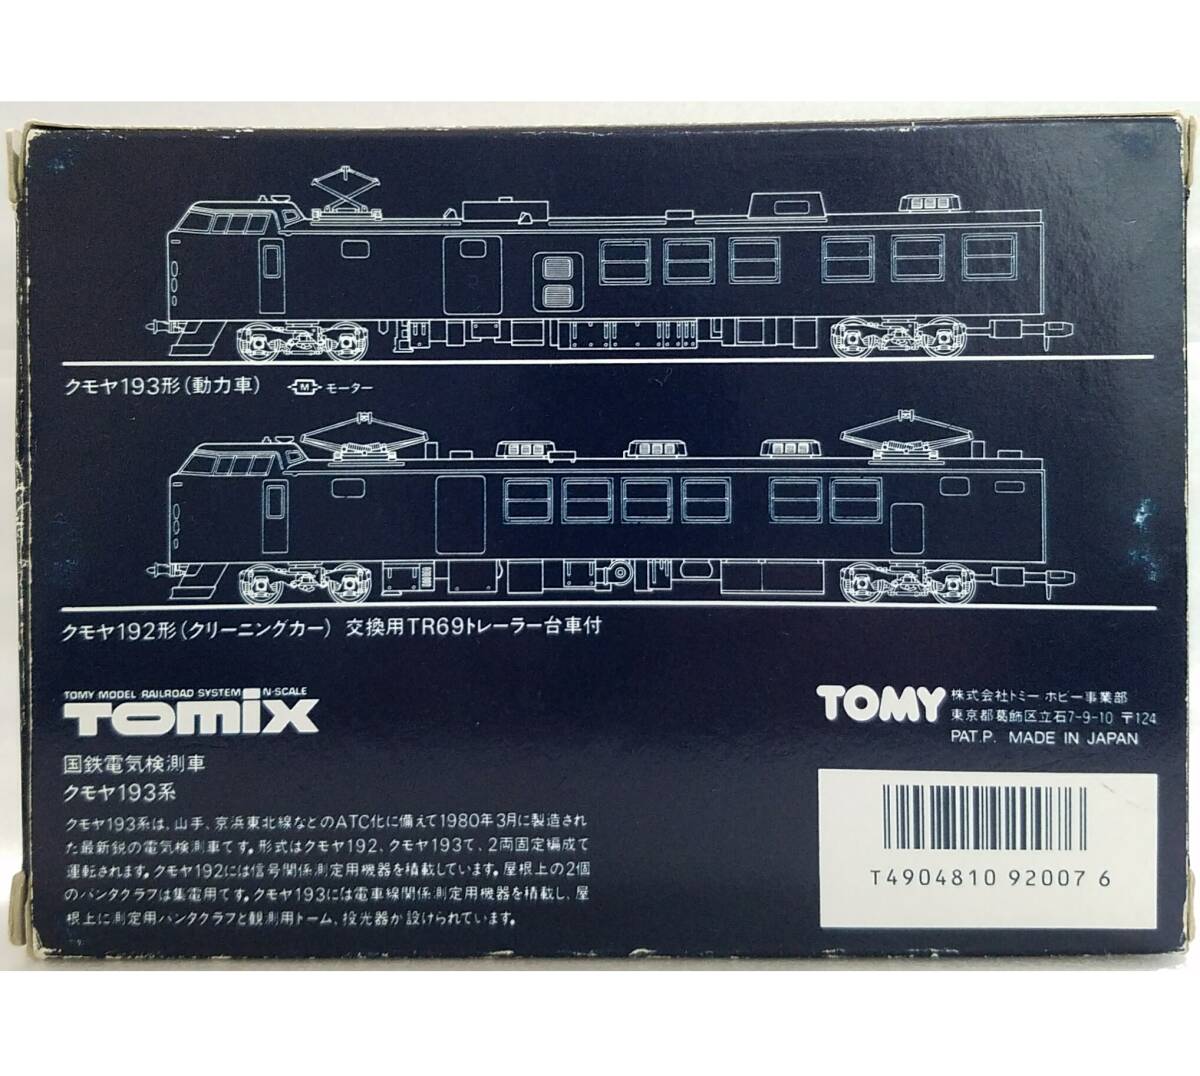 クモヤ193形(動力車) M モーター
クモヤ192形(クリーニングカー) 交換用TR69トレーラー台車付
TOMY MODEL RAILROAD SYSTEM N-SCALE
TOMIX
国鉄電気検測車
クモヤ193系
クモヤ193系は、山手、京浜東北線などのATC化に備えて1980年3月に製造され
た最新鋭の電気検測車です。形式はクモヤ192、クモヤ193で、2両固定編成で
運転されます。クモヤ192には信号関係測定用機器を積載しています。屋根上の2個
のパンタグラフは集電用です。クモヤ193には電車線関係測定用機器を積載し、屋
根上に測定用パンタグラフと観測用ドーム、投光器が設けられています。
TOMY 株式会社トミー ホビー事業部
東京都葛飾区立石7-9-10 〒124
PAT.P. MADE IN JAPAN
T4904810 92007 6